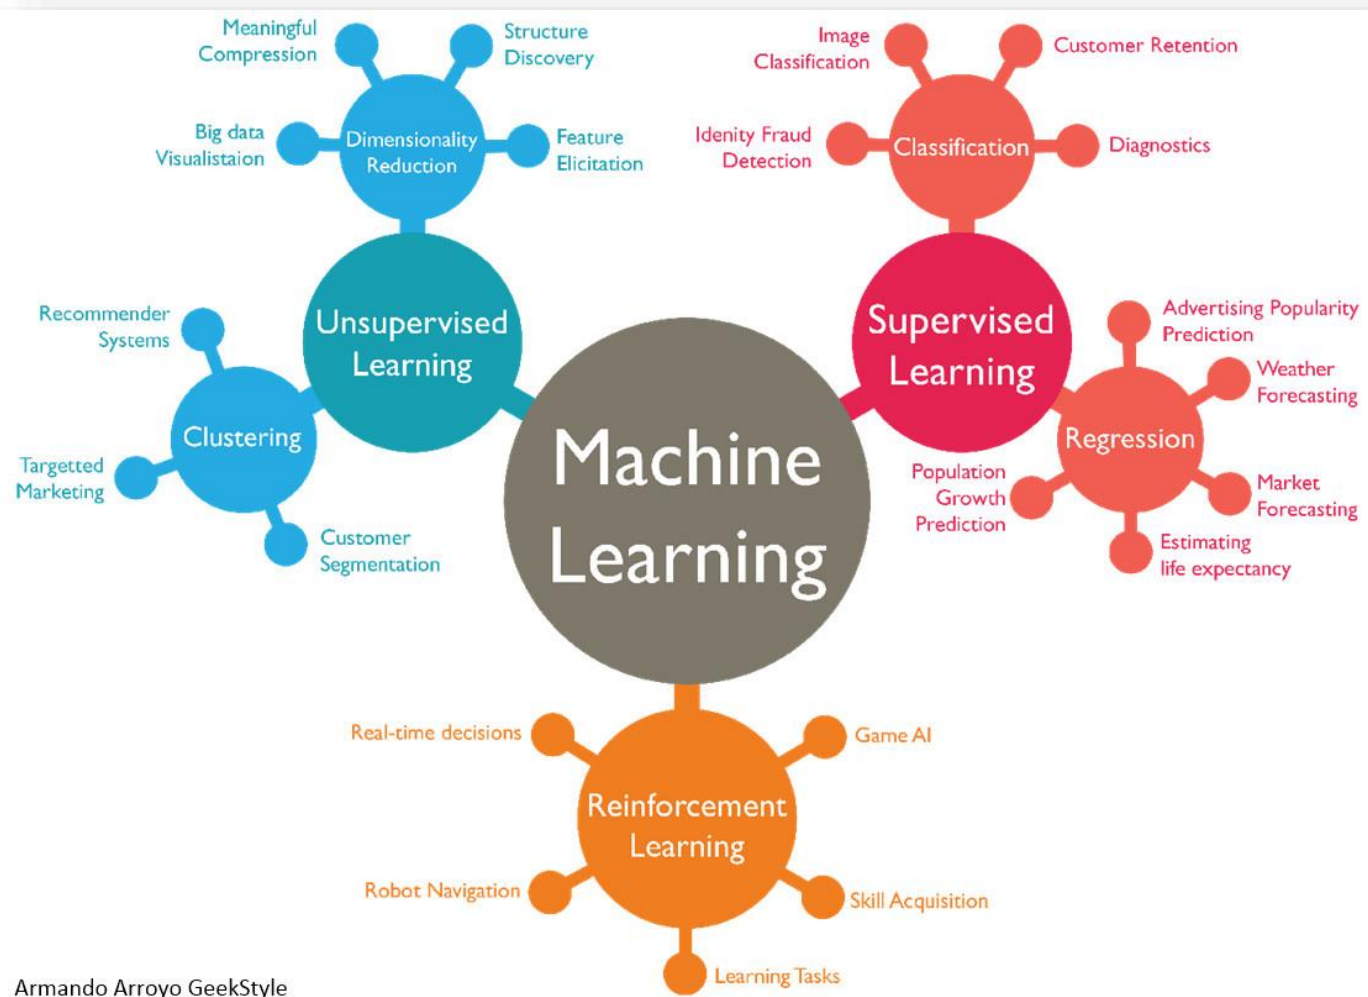 Meaningful
Compression
Structure
Discovery
Big data
Visualistaion
Dimensionality
Reduction
Feature
Elicitation
Image
Classification
Customer Retention
Idenity Fraud
Detection
Classification
Diagnostics
Unsupervised
Learning
Recommender
Systems
Clustering
Targetted
Marketing
Customer
Segmentation
Supervised
Learning
Advertising Popularity
Prediction
Weather
Forecasting
Regression
Population
Growth
Prediction
Market
Forecasting
Estimating
life expectancy
Machine
Learning
Real-time decisions
Game AI
Reinforcement
Learning
Robot Navigation
Skill Acquisition
Learning Tasks
Armando Arroyo GeekStyle